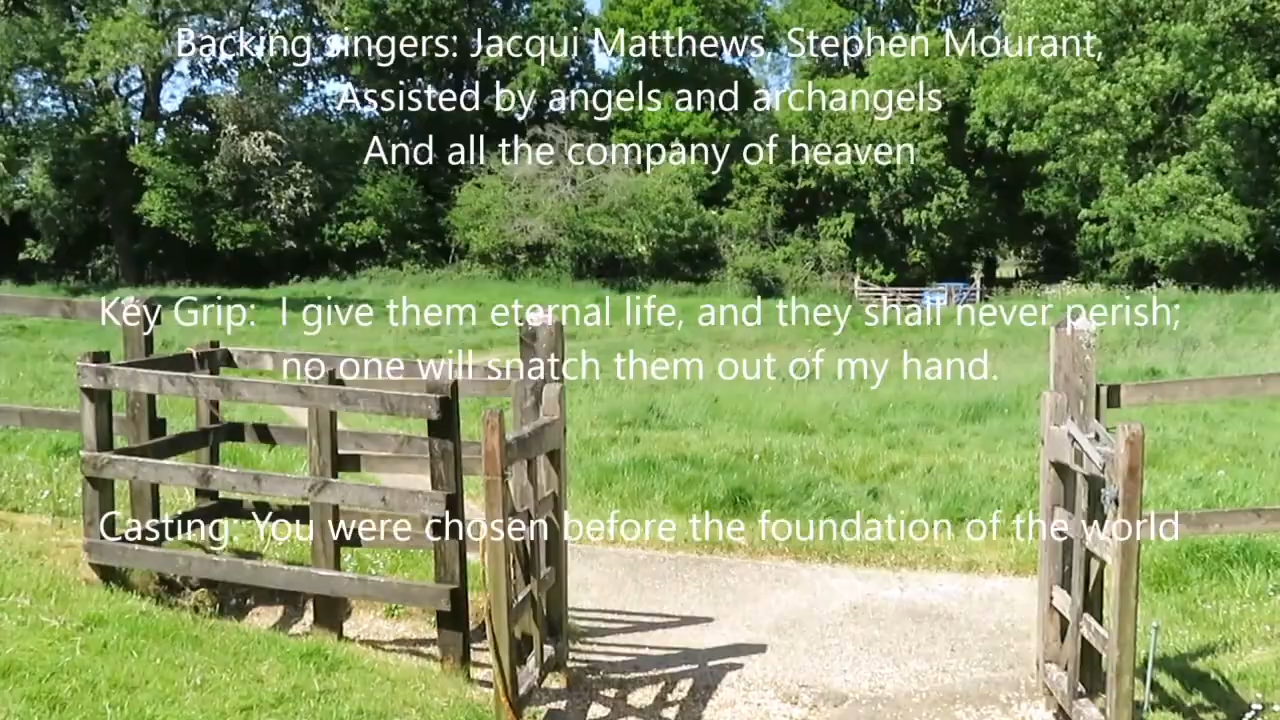 Backing singers: Jacqui Matthews, Stephen Mourant,
Assisted by angels and archangels
And all the company of heaven
Key Grip:  I give them eternal life, and they shall never perish;
no one will snatch them out of my hand.
Casting: You were chosen before the foundation of the world